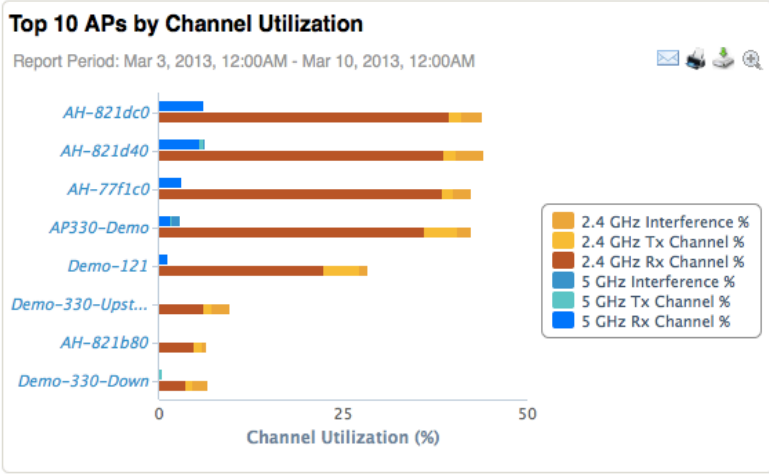 Top 10 APs by Channel Utilization
Report Period: Mar 3, 2013, 12:00AM - Mar 10, 2013, 12:00AM
AH-821dc0
AH-821d40
AH-77f1c0
AP330-Demo
Demo-121
Demo-330-Upst...
AH-821b80
Demo-330-Down
0
25
50
Channel Utilization (%)
2.4 GHz Interference %
2.4 GHz Tx Channel %
2.4 GHz Rx Channel %
5 GHz Interference %
5 GHz Tx Channel %
5 GHz Rx Channel %